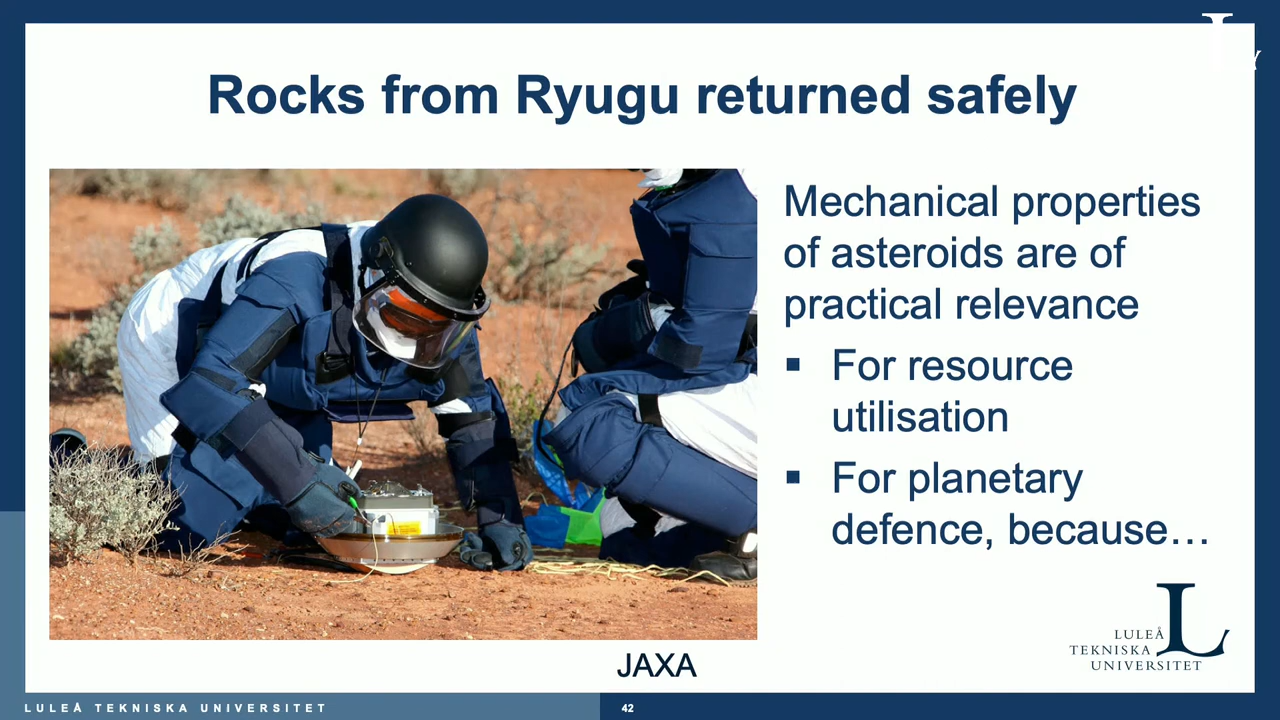 Rocks from Ryugu returned safely
Mechanical properties
of asteroids are of
practical relevance
▪ For resource
utilisation
▪ For planetary
defence, because…
JAXA
LULEÅ
TEKNISKA
UNIVERSITET
L
LULEÅ TEKNISKA UNIVERSITET
42